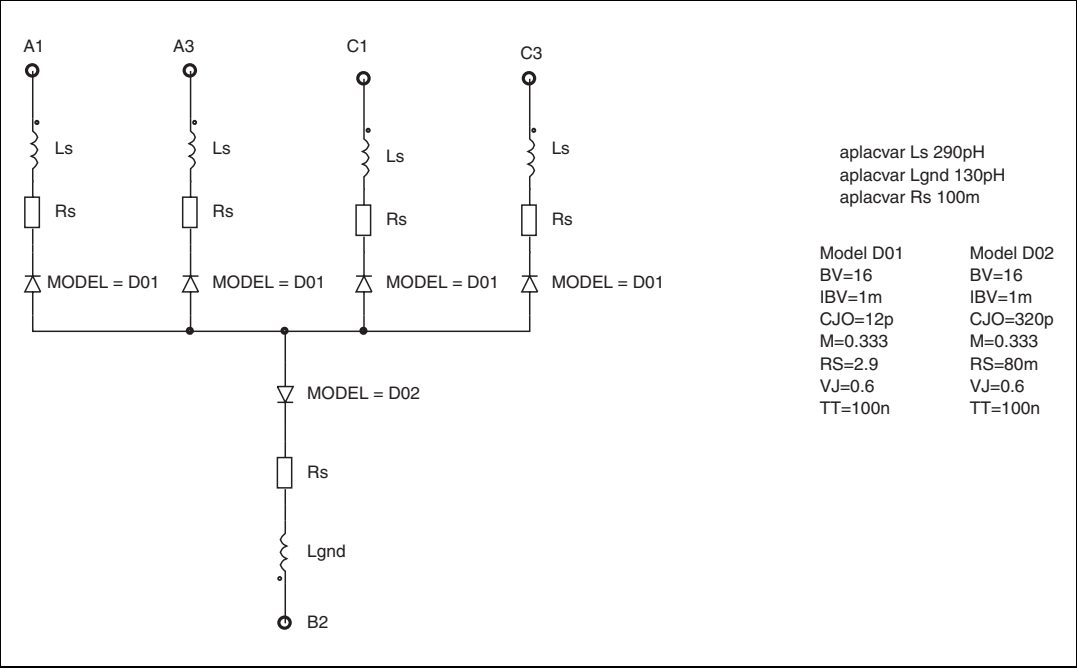 A1
A3
C1
C3
Ls
Ls
Ls
Ls
Rs
Rs
Rs
Rs
MODEL = D01
MODEL = D01
MODEL = D01
MODEL = D01
MODEL = D02
Rs
Lgnd
B2
aplacvar Ls 290pH
aplacvar Lgnd 130pH
aplacvar Rs 100m
Model D01
BV=16
IBV=1m
CJO=12p
M=0.333
RS=2.9
VJ=0.6
TT=100n
Model D02
BV=16
IBV=1m
CJO=320p
M=0.333
RS=80m
VJ=0.6
TT=100n